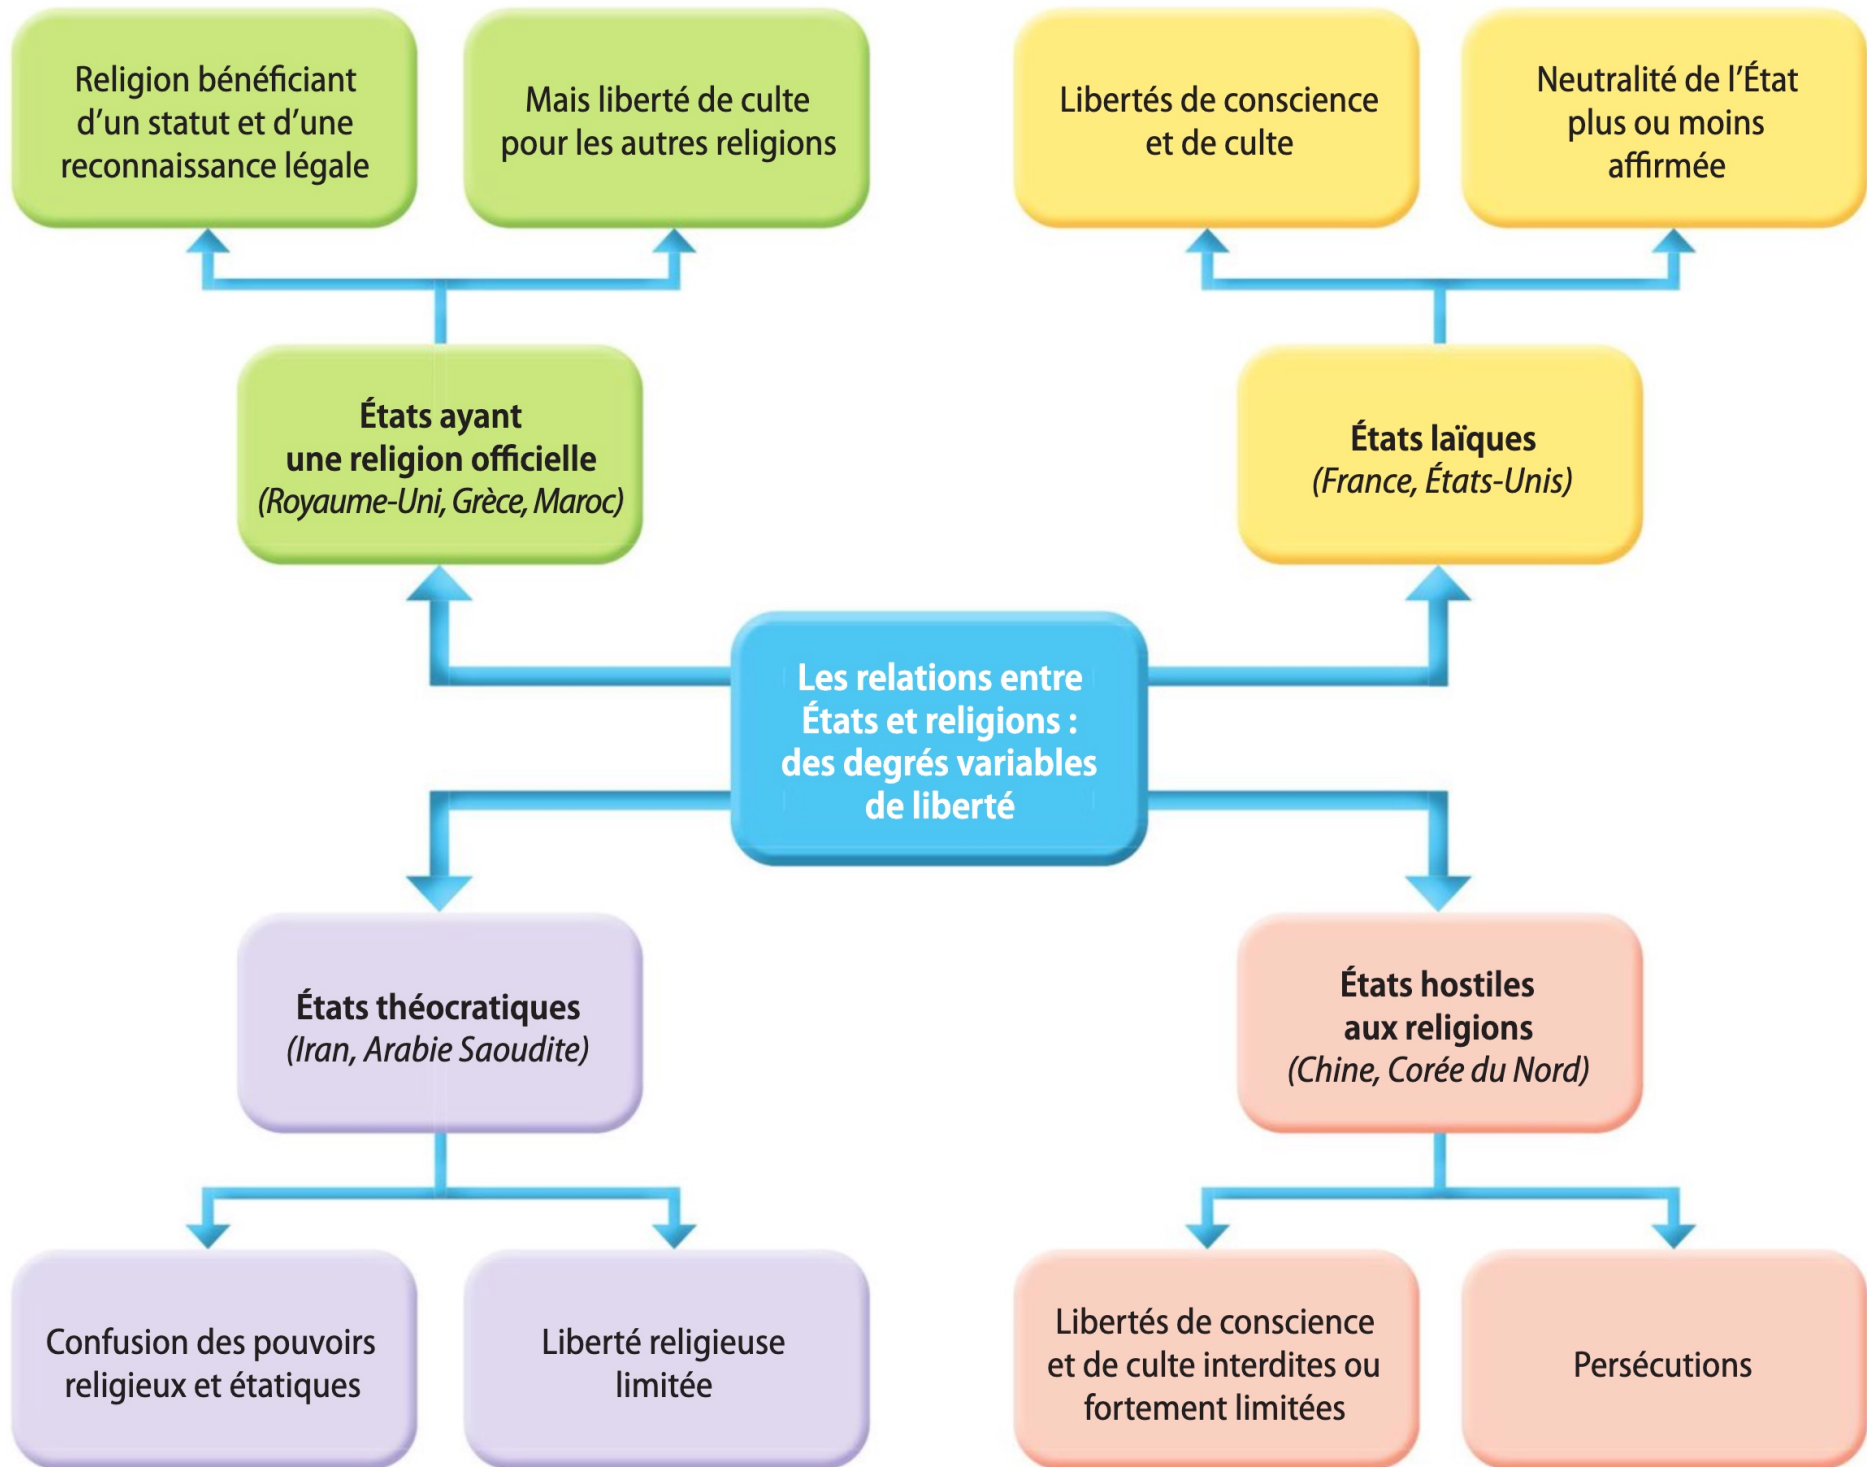 Religion bénéficiant
d'un statut et d'une
reconnaissance légale
Mais liberté de culte
pour les autres religions
Libertés de conscience
et de culte
Neutralité de l'État
plus ou moins
affirmée
États ayant
une religion officielle
(Royaume-Uni, Grèce, Maroc)
États laïques
(France, États-Unis)
Les relations entre
États et religions :
des degrés variables
de liberté
États théocratiques
(Iran, Arabie Saoudite)
États hostiles
aux religions
(Chine, Corée du Nord)
Confusion des pouvoirs
religieux et étatiques
Liberté religieuse
limitée
Libertés de conscience
et de culte interdites ou
fortement limitées
Persécutions